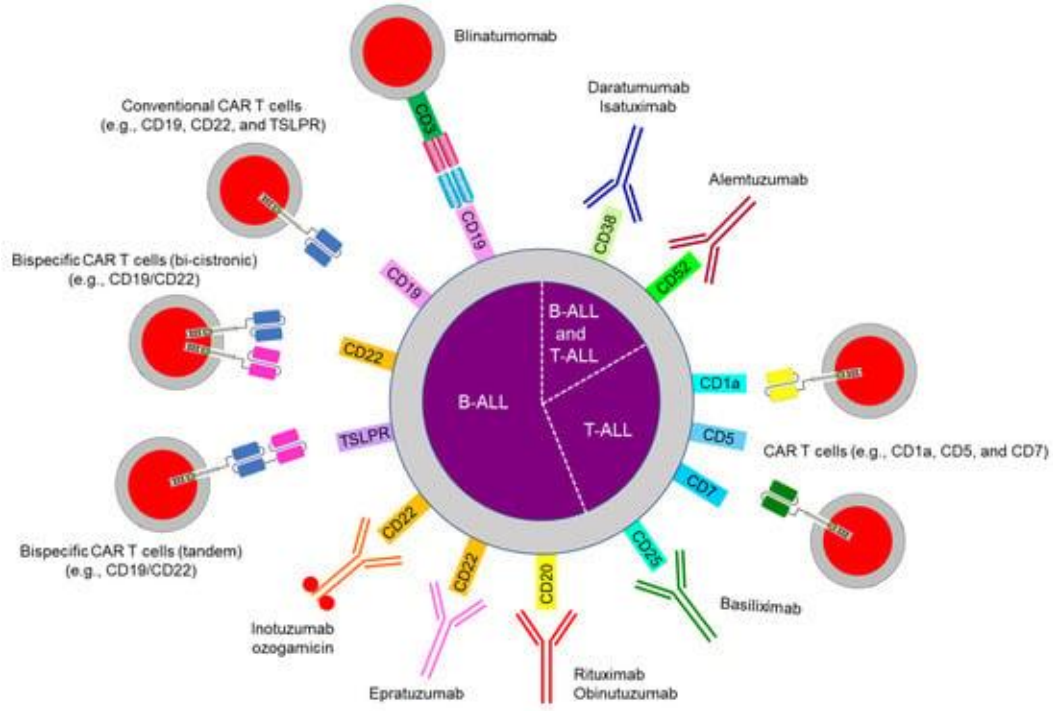 Blinatumomab
Conventional CAR T cells
(e.g., CD19, CD22, and TSLPR)
Daratumumab
Isatuximab
Alemtuzumab
CD3
CD19
CD38
CD52
Bispecific CAR T cells (bi-cistronic)
(e.g., CD19/CD22)
CD19
CD22
B-ALL
and
T-ALL
B-ALL
T-ALL
CD1a
TSLPR
CD5
CAR T cells (e.g., CD1a, CD5, and CD7)
CD7
Bispecific CAR T cells (tandem)
(e.g., CD19/CD22)
CD22
CD22
CD20
CD25
Basiliximab
Inotuzumab
ozogamicin
Epratuzumab
Rituximab
Obinutuzumab